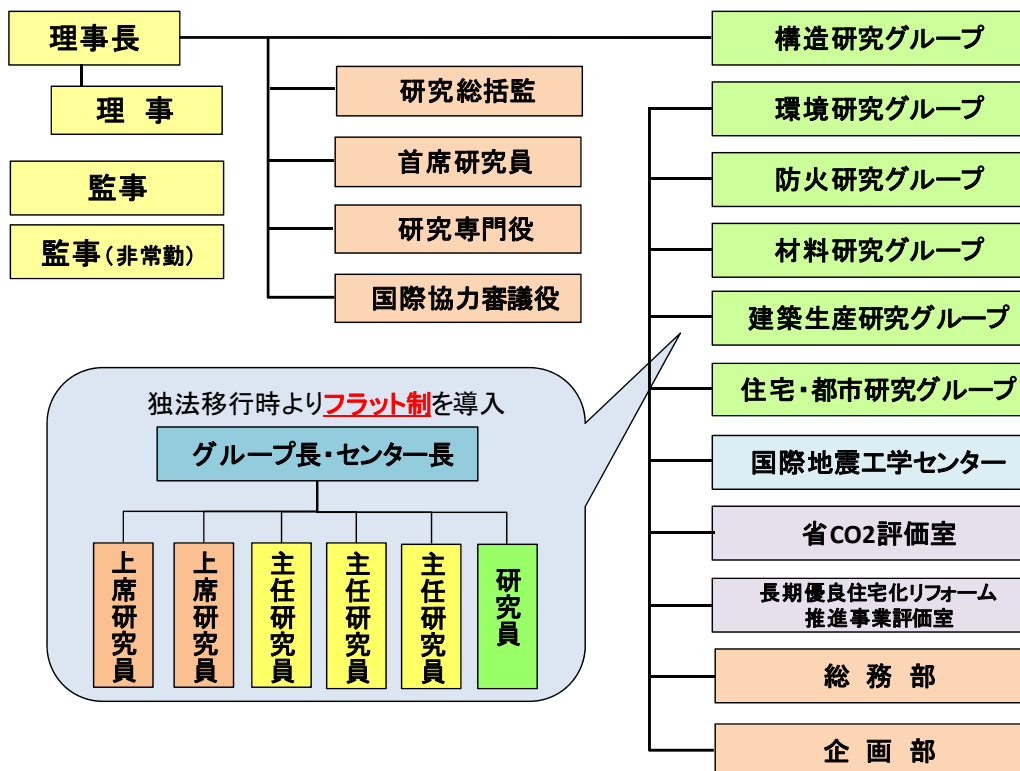 理事長
理 事
監事
監事(非常勤)
研究総括監
首席研究員
研究専門役
国際協力審議役
構造研究グループ
環境研究グループ
防火研究グループ
材料研究グループ
建築生産研究グループ
住宅・都市研究グループ
国際地震工学センター
省CO2評価室
長期優良住宅化リフォーム
推進事業評価室
総 務 部
企 画 部
独法移行時よりフラット制を導入
グループ長・センター長
上席研究員
上席研究員
主任研究員
主任研究員
主任研究員
研究員